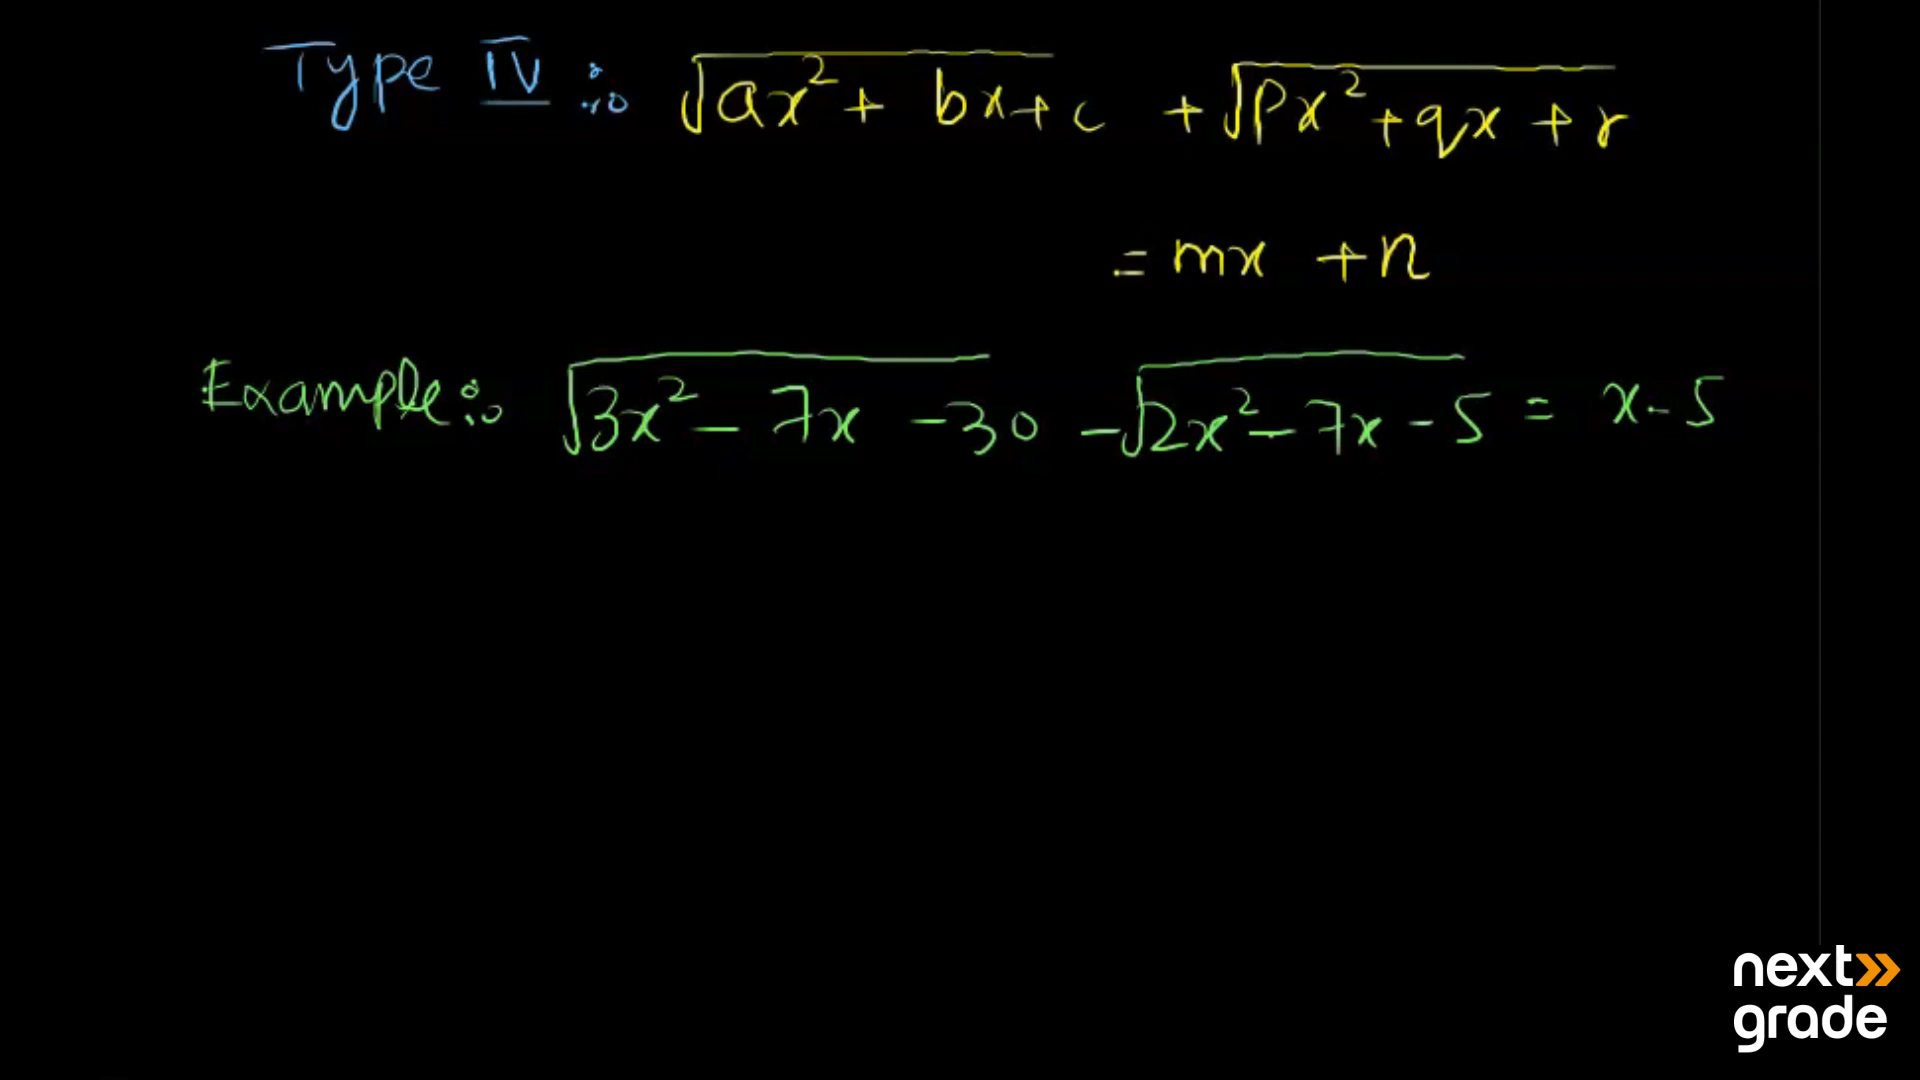 Type IV :. √ax² + bx + c + √px² + qx + r
= mx + n
Example :. √3x² - 7x - 30 - √2x² - 7x - 5 = x - 5
next
grade